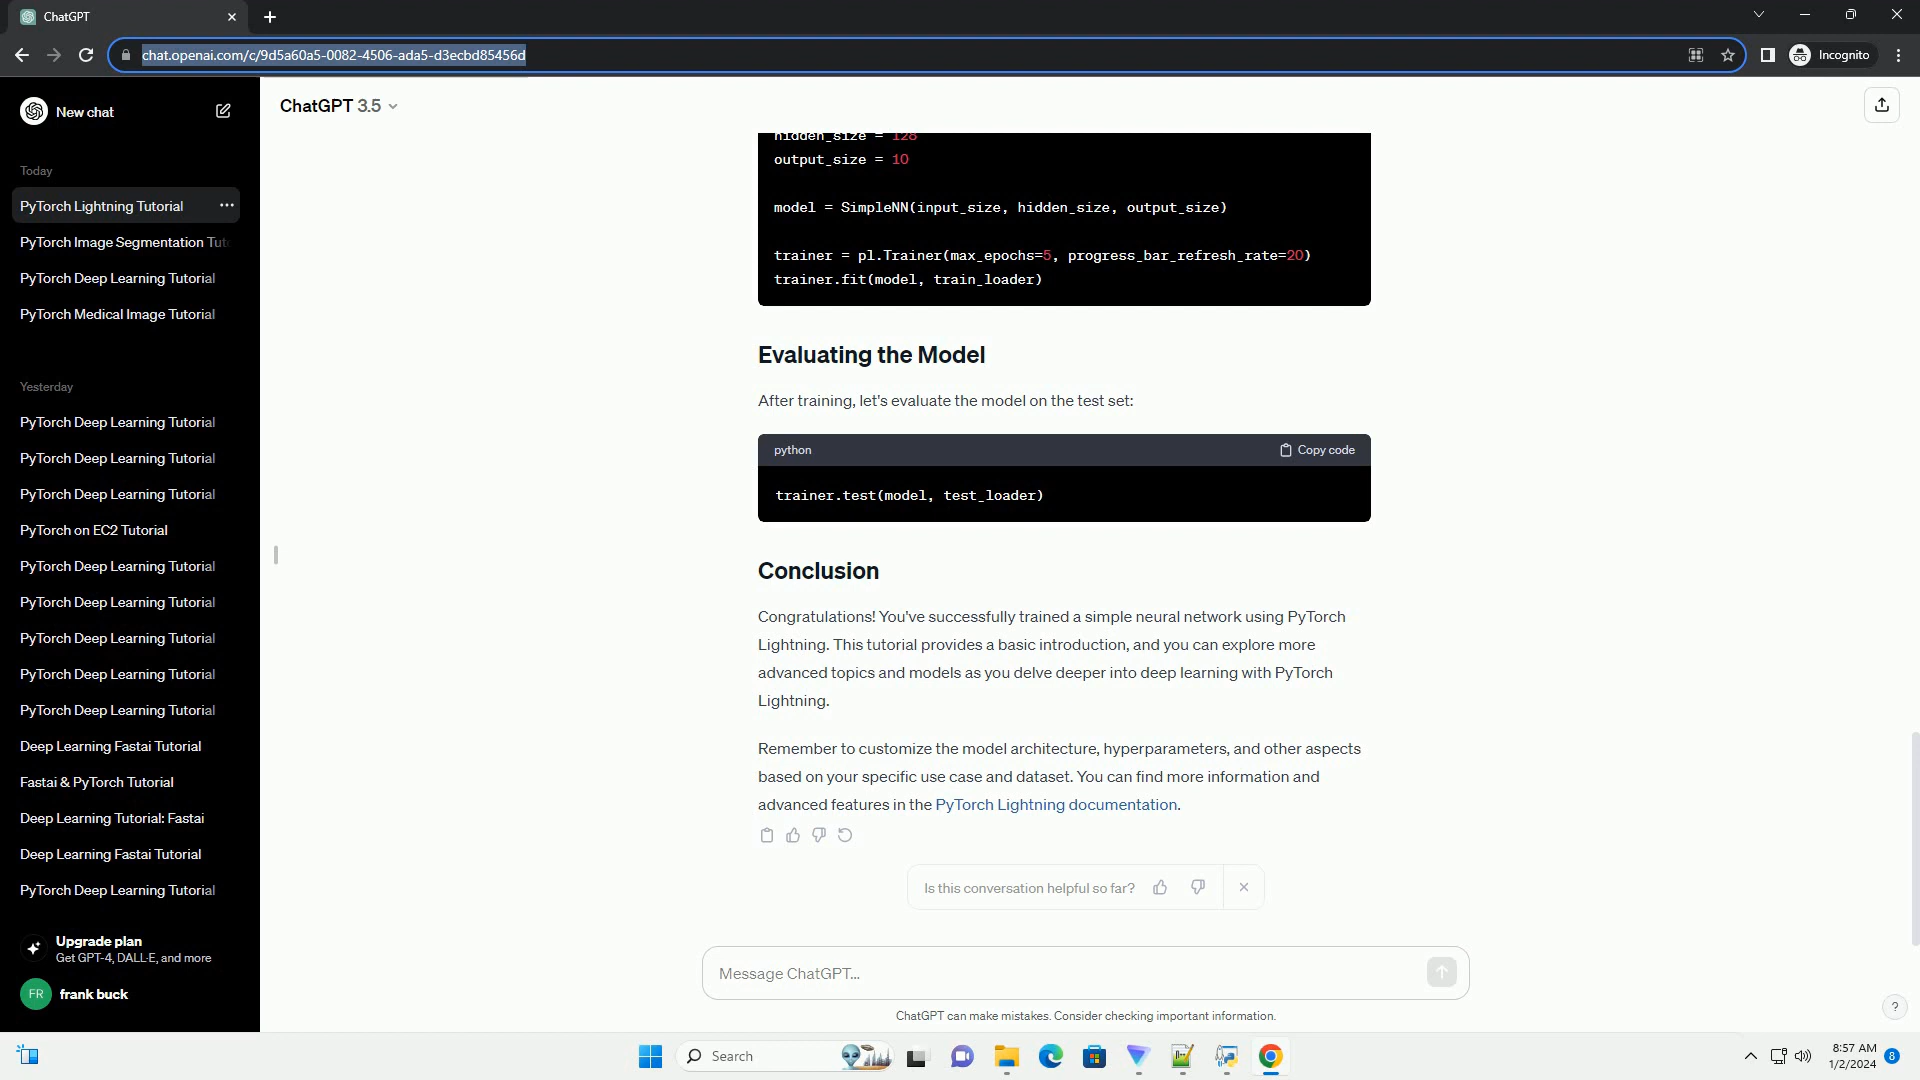 ChatGPT
chat.openai.com/c/9d5a60a5-0082-4506-ada5-d3ecbd85456d
Incognito
New chat
Today
PyTorch Lightning Tutorial
PyTorch Image Segmentation Tut
PyTorch Deep Learning Tutorial
PyTorch Medical Image Tutorial
Yesterday
PyTorch Deep Learning Tutorial
PyTorch Deep Learning Tutorial
PyTorch Deep Learning Tutorial
PyTorch on EC2 Tutorial
PyTorch Deep Learning Tutorial
PyTorch Deep Learning Tutorial
PyTorch Deep Learning Tutorial
PyTorch Deep Learning Tutorial
PyTorch Deep Learning Tutorial
Deep Learning Fastai Tutorial
Fastai & PyTorch Tutorial
Deep Learning Tutorial: Fastai
Deep Learning Fastai Tutorial
PyTorch Deep Learning Tutorial
Upgrade plan
Get GPT-4, DALL·E, and more
FR frank buck
ChatGPT 3.5
hidden_size = 128
output_size = 10
model = SimpleNN(input_size, hidden_size, output_size)
trainer = pl.Trainer(max_epochs=5, progress_bar_refresh_rate=20)
trainer.fit(model, train_loader)
Evaluating the Model
After training, let's evaluate the model on the test set:
python Copy code
trainer.test(model, test_loader)
Conclusion
Congratulations! You've successfully trained a simple neural network using PyTorch
Lightning. This tutorial provides a basic introduction, and you can explore more
advanced topics and models as you delve deeper into deep learning with PyTorch
Lightning.
Remember to customize the model architecture, hyperparameters, and other aspects
based on your specific use case and dataset. You can find more information and
advanced features in the PyTorch Lightning documentation.
Is this conversation helpful so far?
Message ChatGPT...
ChatGPT can make mistakes. Consider checking important information.
?
Search
8:57 AM
1/2/2024
8